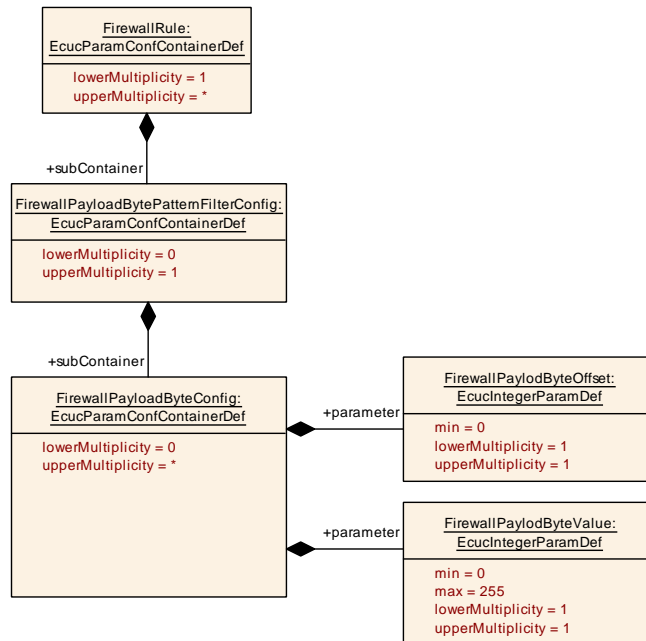 FirewallRule:
EcucParamConfContainerDef
lowerMultiplicity = 1
upperMultiplicity = *
+subContainer
FirewallPayloadBytePatternFilterConfig:
EcucParamConfContainerDef
lowerMultiplicity = 0
upperMultiplicity = 1
+subContainer
FirewallPayloadByteConfig:
EcucParamConfContainerDef
lowerMultiplicity = 0
upperMultiplicity = *
+parameter
FirewallPaylodByteOffset:
EcucIntegerParamDef
min = 0
lowerMultiplicity = 1
upperMultiplicity = 1
+parameter
FirewallPaylodByteValue:
EcucIntegerParamDef
min = 0
max = 255
lowerMultiplicity = 1
upperMultiplicity = 1